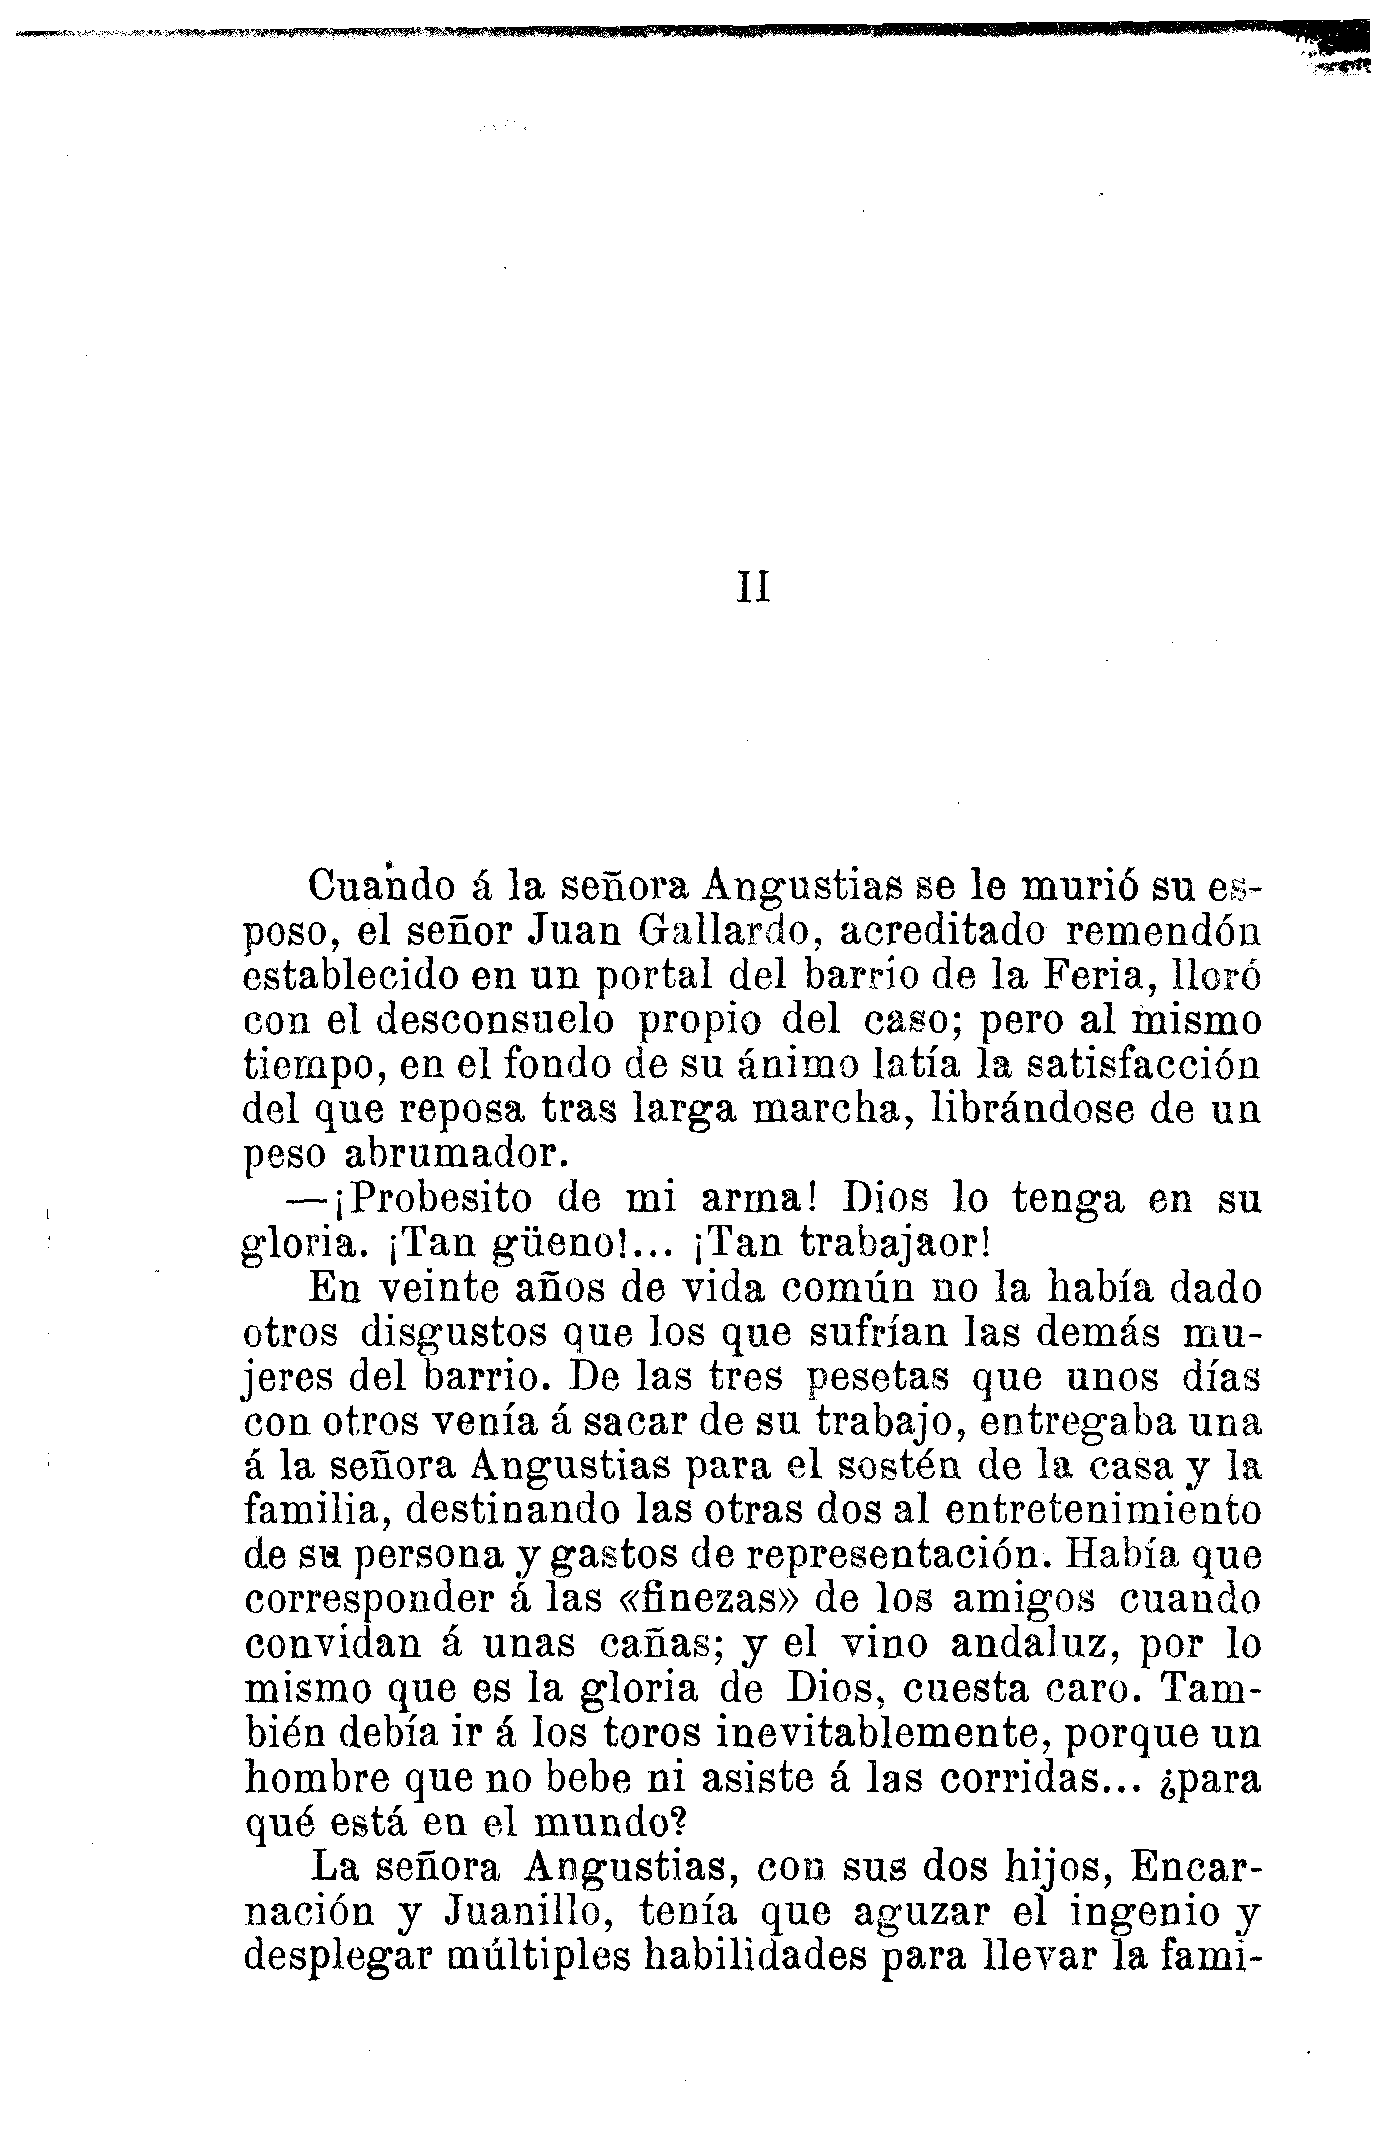 II
Cuando á la señora Angustias se le murió su es-
poso, el señor Juan Gallardo, acreditado remendón
establecido en un portal del barrio de la Feria, lloró
con el desconsuelo propio del caso; pero al mismo
tiempo, en el fondo de su ánimo latía la satisfacción
del que reposa tras larga marcha, librándose de un
peso abrumador.
—¡Probesito de mi arma! Dios lo tenga en su
gloria. ¡Tan güeno!... ¡Tan trabajaor!
En veinte años de vida común no la había dado
otros disgustos que los que sufrían las demás mu-
jeres del barrio. De las tres pesetas que unos días
con otros venía á sacar de su trabajo, entregaba una
á la señora Angustias para el sostén de la casa y la
familia, destinando las otras dos al entretenimiento
de su persona y gastos de representación. Había que
corresponder á las «finezas» de los amigos cuando
convidan á unas cañas; y el vino andaluz, por lo
mismo que es la gloria de Dios, cuesta caro. Tam-
bién debía ir á los toros inevitablemente, porque un
hombre que no bebe ni asiste á las corridas... ¿para
qué está en el mundo?
La señora Angustias, con sus dos hijos, Encar-
nación y Juanillo, tenía que aguzar el ingenio y
desplegar múltiples habilidades para llevar la fami-